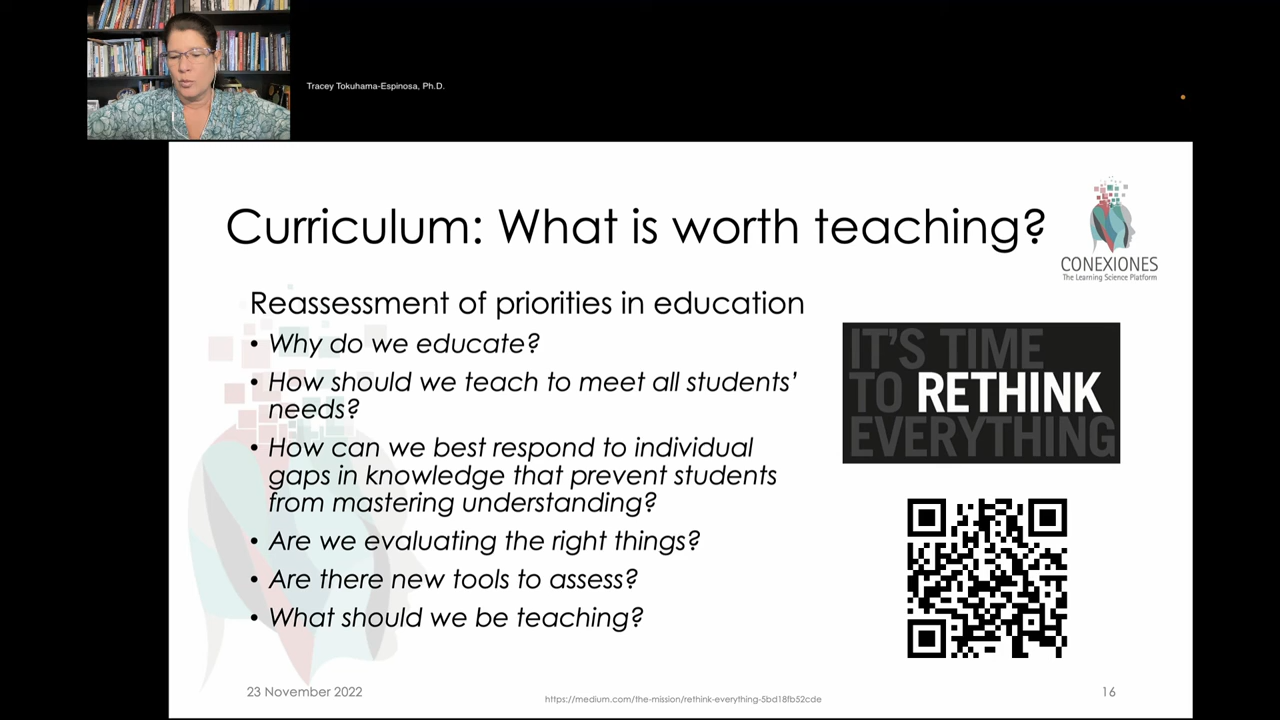 Tracey Tokuhama-Espinosa, Ph.D.
Curriculum: What is worth teaching?
CONEXIONES
The Learning Science Platform
Reassessment of priorities in education
• Why do we educate?
• How should we teach to meet all students’
needs?
• How can we best respond to individual
gaps in knowledge that prevent students
from mastering understanding?
• Are we evaluating the right things?
• Are there new tools to assess?
• What should we be teaching?
IT'S TIME
TO RETHINK
EVERYTHING
23 November 2022
https://medium.com/the-mission/rethink-everything-5bd18fb52cde
16